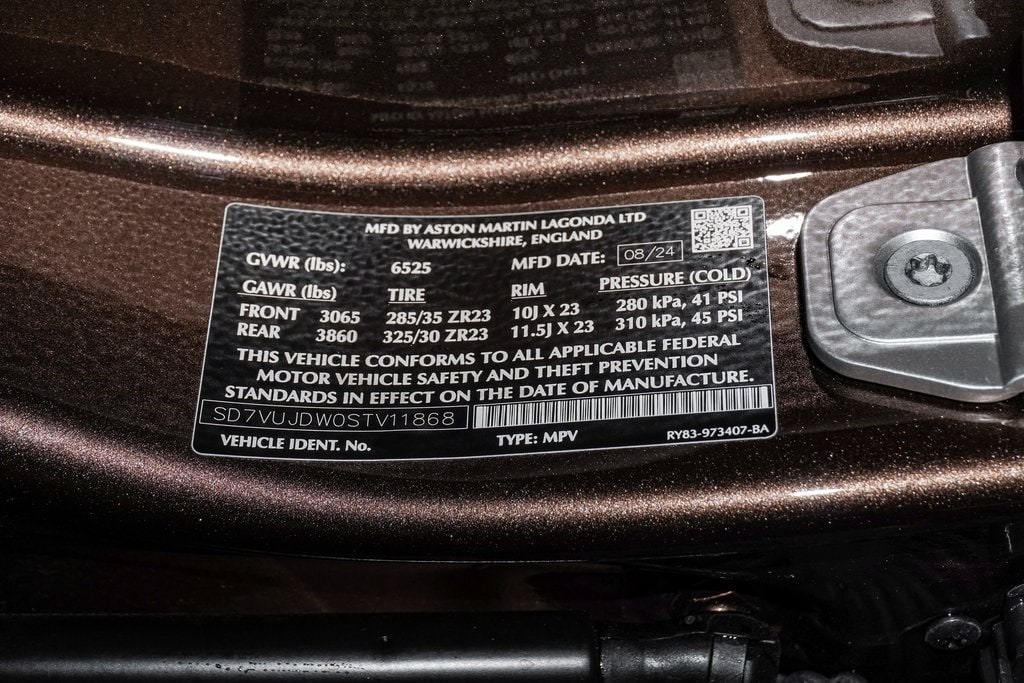 MFD BY ASTON MARTIN LAGONDA LTD
WARWICKSHIRE, ENGLAND
GVWR (lbs): 6525 MFD DATE: 08/24
GAWR (lbs) TIRE RIM PRESSURE (COLD)
FRONT 3065 285/35 ZR23 10J X 23 280 kPa, 41 PSI
REAR 3860 325/30 ZR23 11.5J X 23 310 kPa, 45 PSI
THIS VEHICLE CONFORMS TO ALL APPLICABLE FEDERAL
MOTOR VEHICLE SAFETY AND THEFT PREVENTION
STANDARDS IN EFFECT ON THE DATE OF MANUFACTURE.
SD7VUJDW0STV11868
VEHICLE IDENT. No. TYPE: MPV RY83-973407-BA